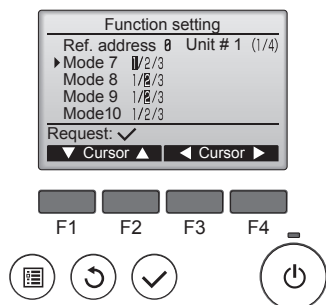 Function setting
Ref. address 0 Unit # 1 (1/4)
Mode 7 1/2/3
Mode 8 1/2/3
Mode 9 1/2/3
Mode10 1/2/3
Request: ✓
▼ Cursor ▲ ◀ Cursor ▶
F1 F2 F3 F4